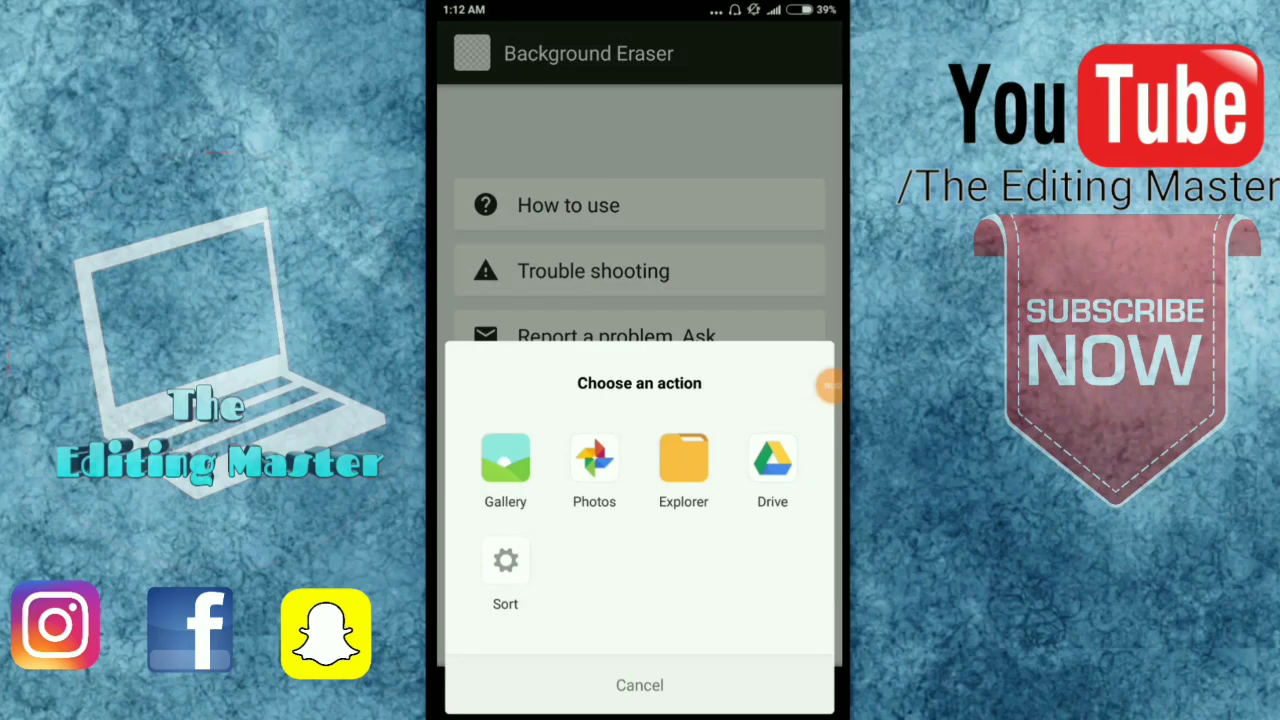 1:12 AM
39%
Background Eraser
How to use
Trouble shooting
Report a problem, Ask
Choose an action
Gallery
Photos
Explorer
Drive
Sort
Cancel
The
Editing Master
You Tube
/The Editing Master
SUBSCRIBE
NOW